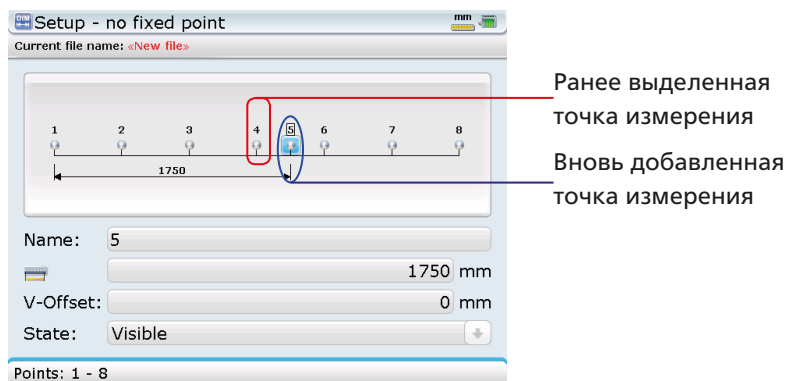 DIM Setup - no fixed point mm
Current file name: «New file»
1 2 3 4 5 6 7 8
1750
Name: 5
1750 mm
V-Offset: 0 mm
State: Visible
Points: 1 - 8
Ранее выделенная
точка измерения
Вновь добавленная
точка измерения